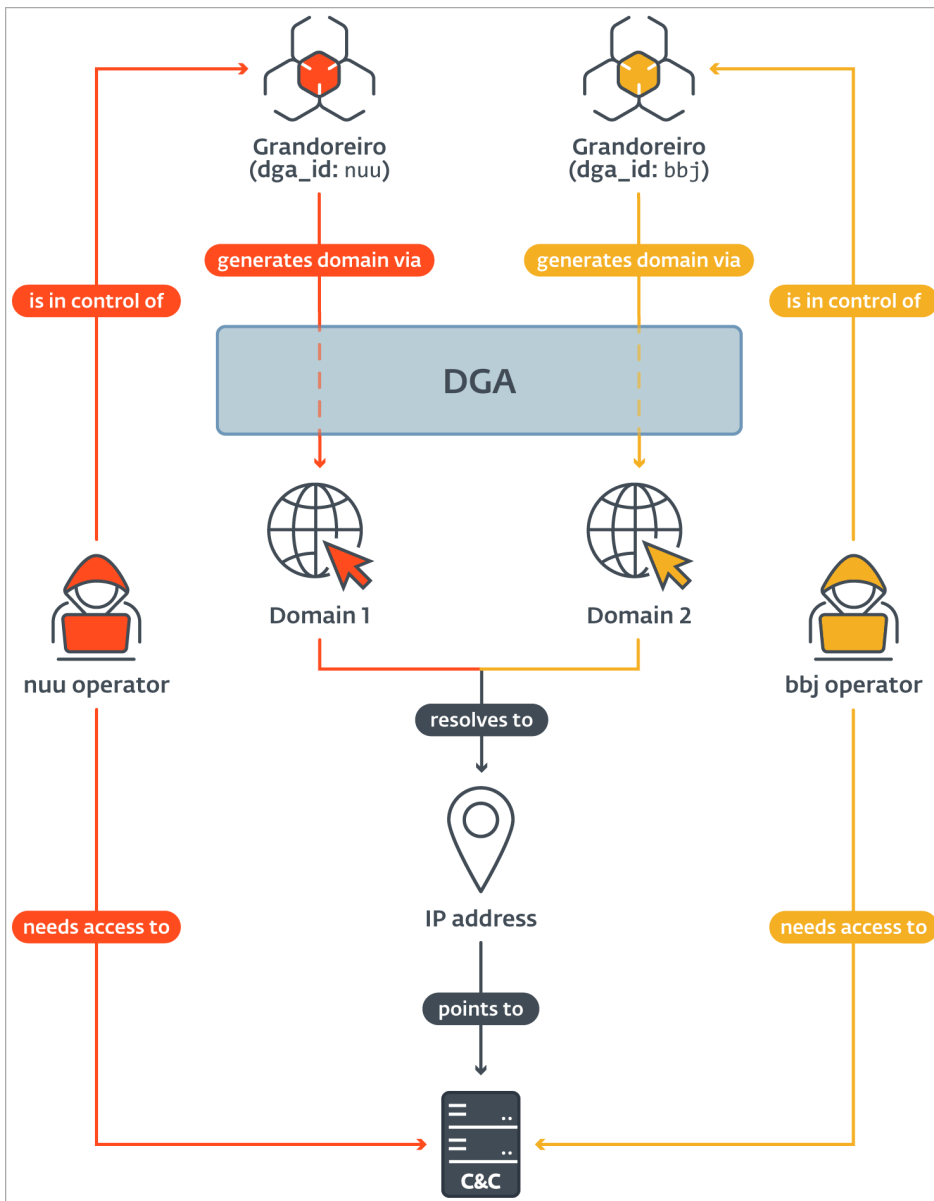 Grandoreiro
(dga_id: nuu)
Grandoreiro
(dga_id: bbj)
generates domain via
generates domain via
is in control of
is in control of
DGA
Domain 1
Domain 2
nuu operator
bbj operator
resolves to
IP address
needs access to
needs access to
points to
C&C